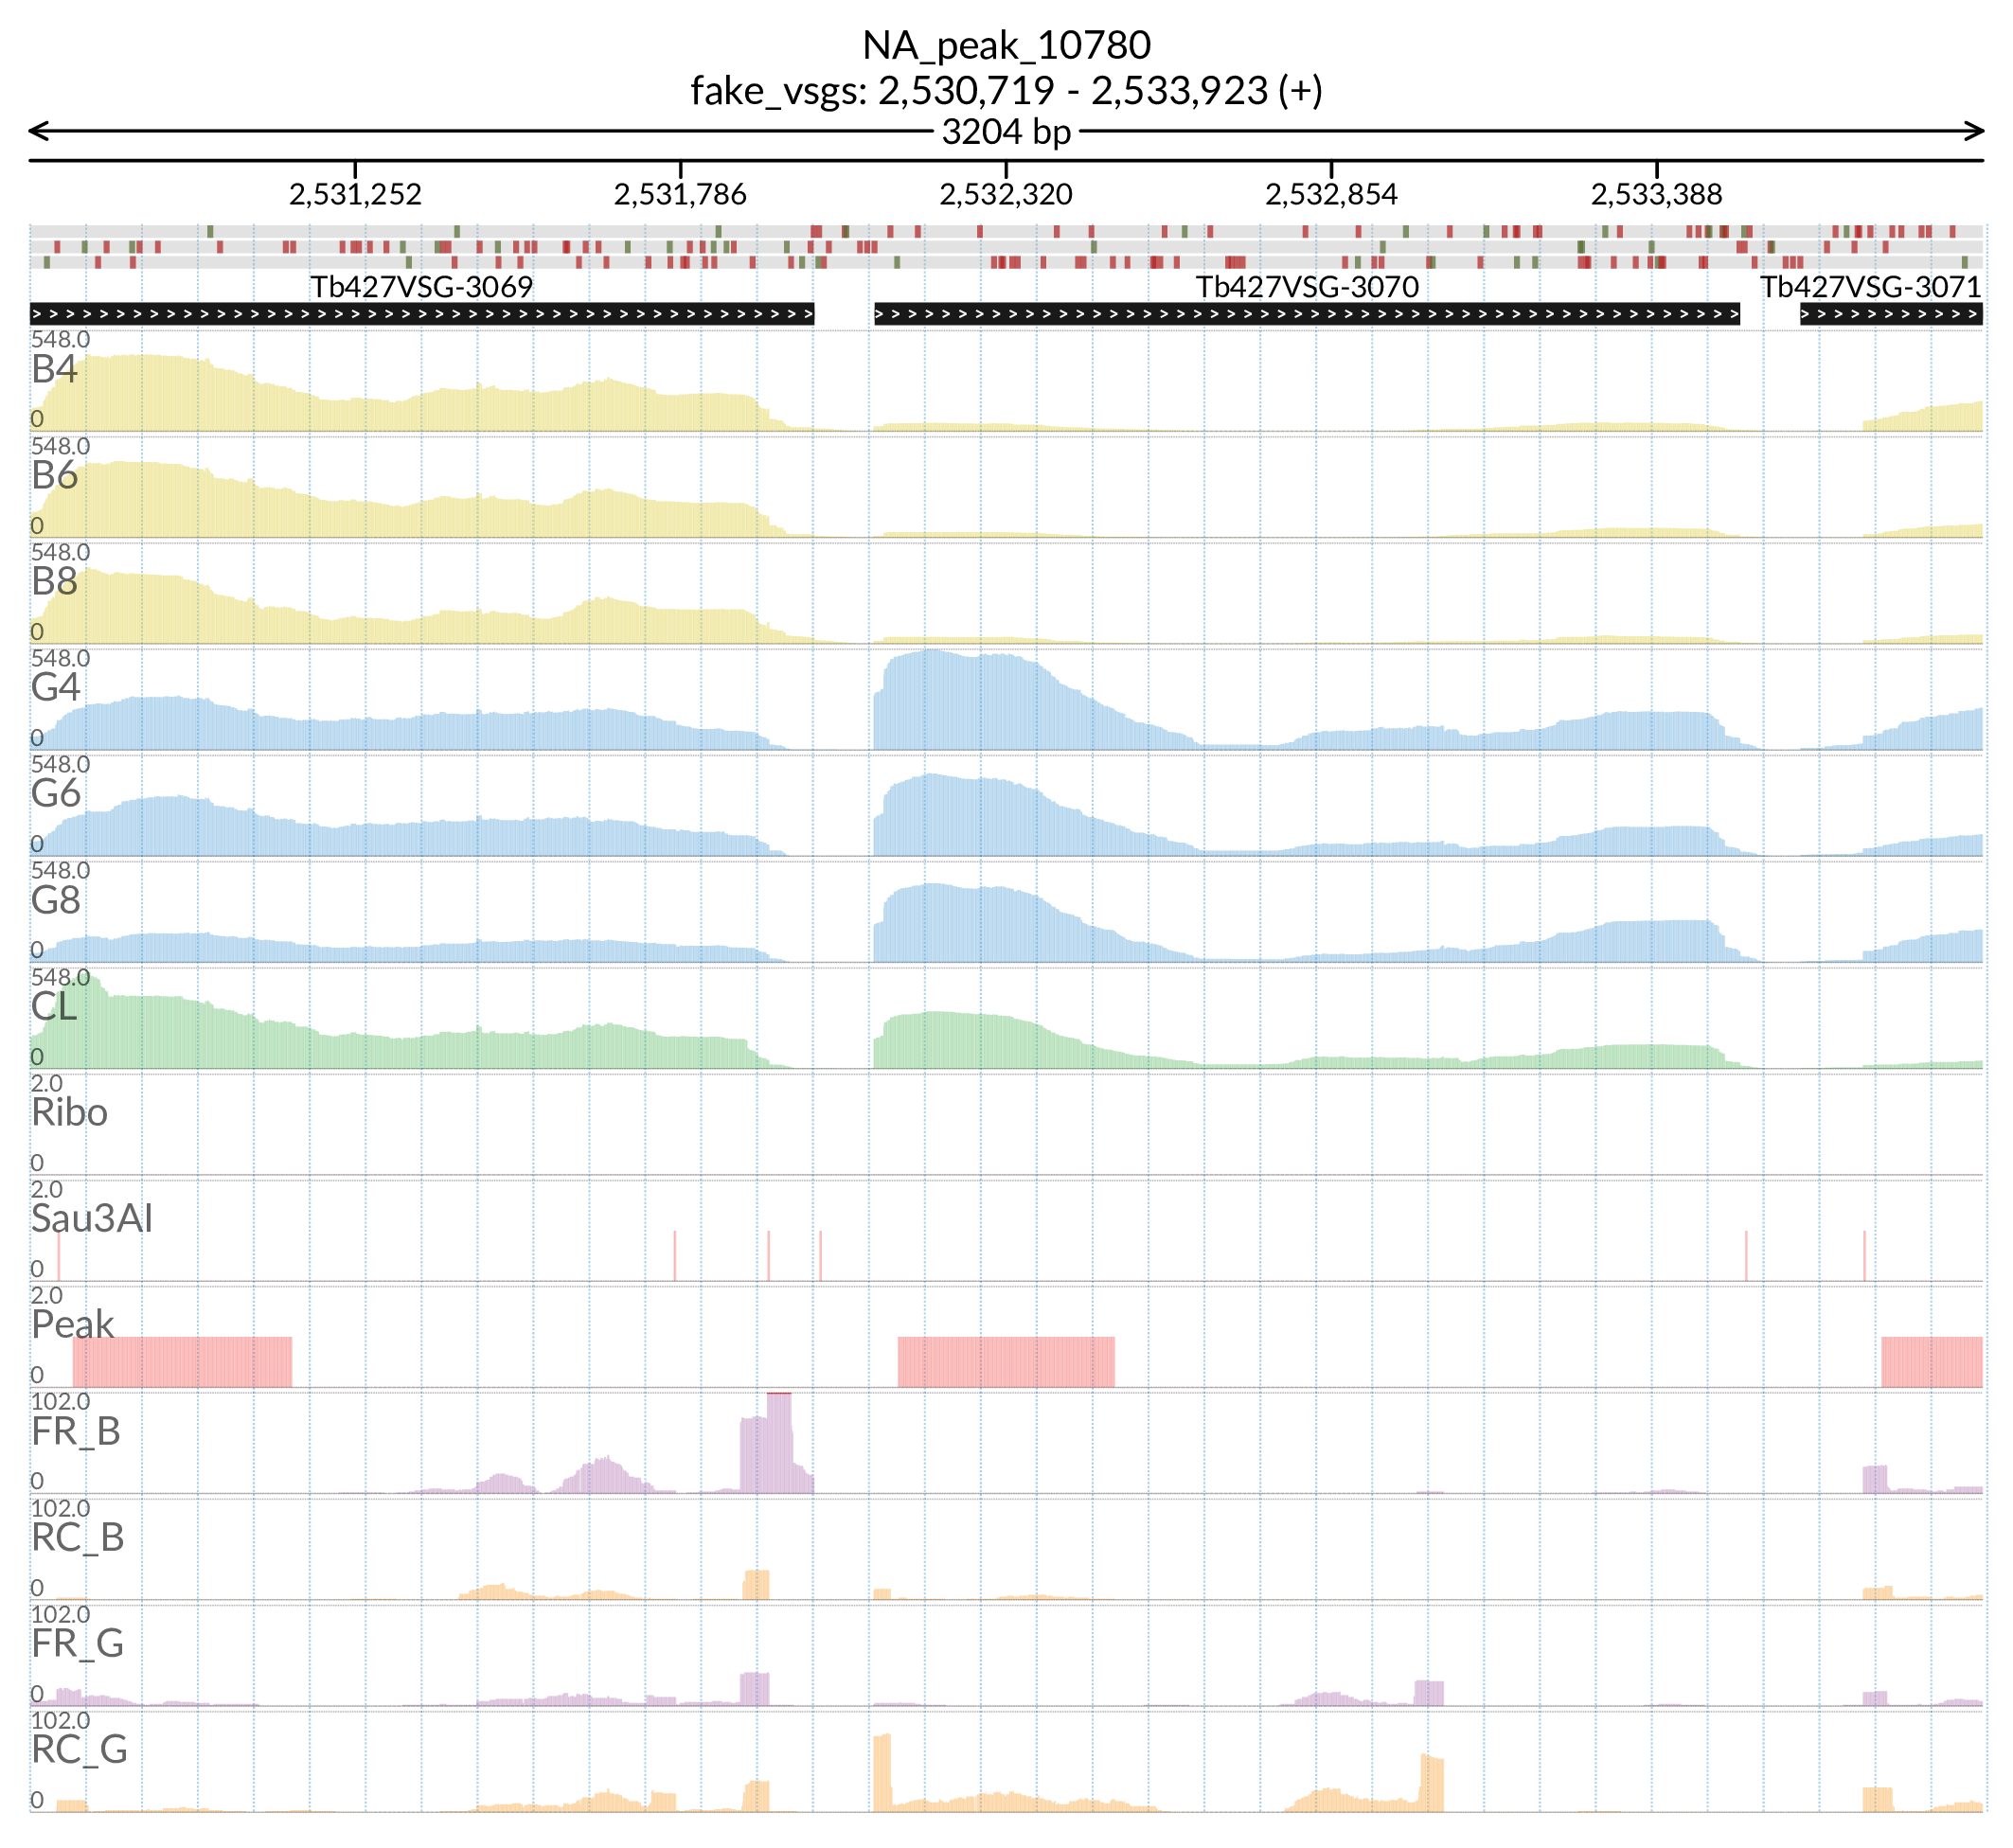 NA_peak_10780
fake_vsgs: 2,530,719 - 2,533,923 (+)
3204 bp
2,531,252 2,531,786 2,532,320 2,532,854 2,533,388
Tb427VSG-3069 Tb427VSG-3070 Tb427VSG-3071
548.0
B4
0
548.0
B6
0
548.0
B8
0
548.0
G4
0
548.0
G6
0
548.0
G8
0
548.0
CL
0
2.0
Ribo
0
2.0
Sau3AI
0
2.0
Peak
0
102.0
FR_B
0
102.0
RC_B
0
102.0
FR_G
0
102.0
RC_G
0